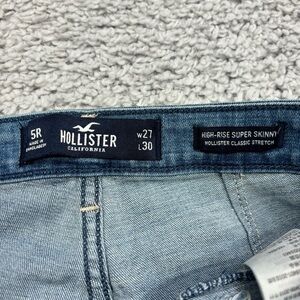 5R
MADE IN
BANGLADESH
HOLLISTER
CALIFORNIA
W27
L30
HIGH-RISE SUPER SKINNY
HOLLISTER CLASSIC STRETCH